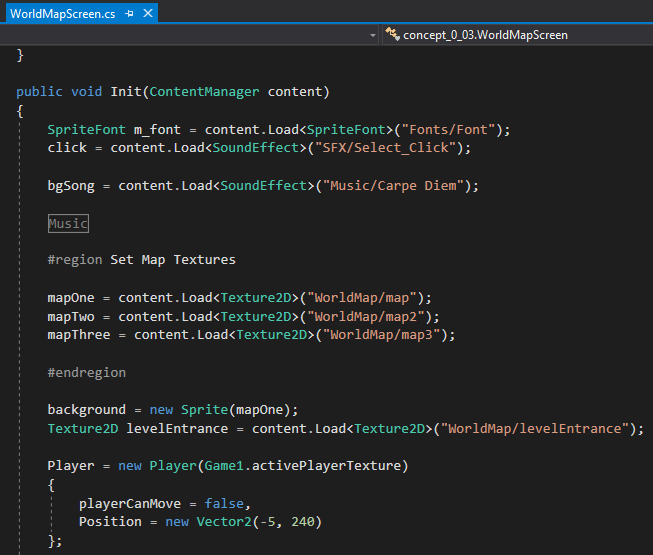 WorldMapScreen.cs
concept_0_03.WorldMapScreen
}
public void Init(ContentManager content)
{
SpriteFont m_font = content.Load<SpriteFont>("Fonts/Font");
click = content.Load<SoundEffect>("SFX/Select_Click");
bgSong = content.Load<SoundEffect>("Music/Carpe Diem");
Music
#region Set Map Textures
mapOne = content.Load<Texture2D>("WorldMap/map");
mapTwo = content.Load<Texture2D>("WorldMap/map2");
mapThree = content.Load<Texture2D>("WorldMap/map3");
#endregion
background = new Sprite(mapOne);
Texture2D levelEntrance = content.Load<Texture2D>("WorldMap/levelEntrance");
Player = new Player(Game1.activePlayerTexture)
{
playerCanMove = false,
Position = new Vector2(-5, 240)
};